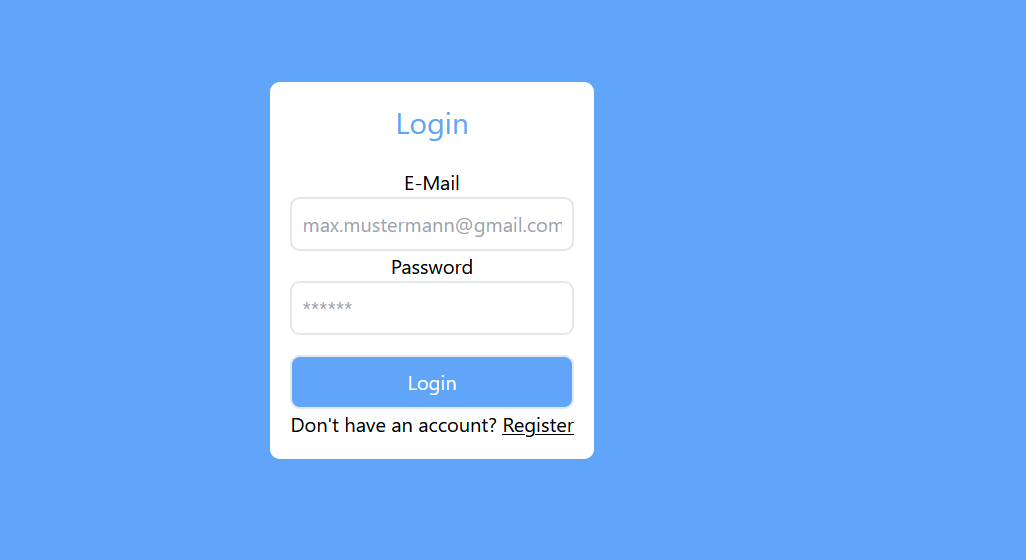 Login
E-Mail
max.mustermann@gmail.com
Password
******
Login
Don't have an account? Register